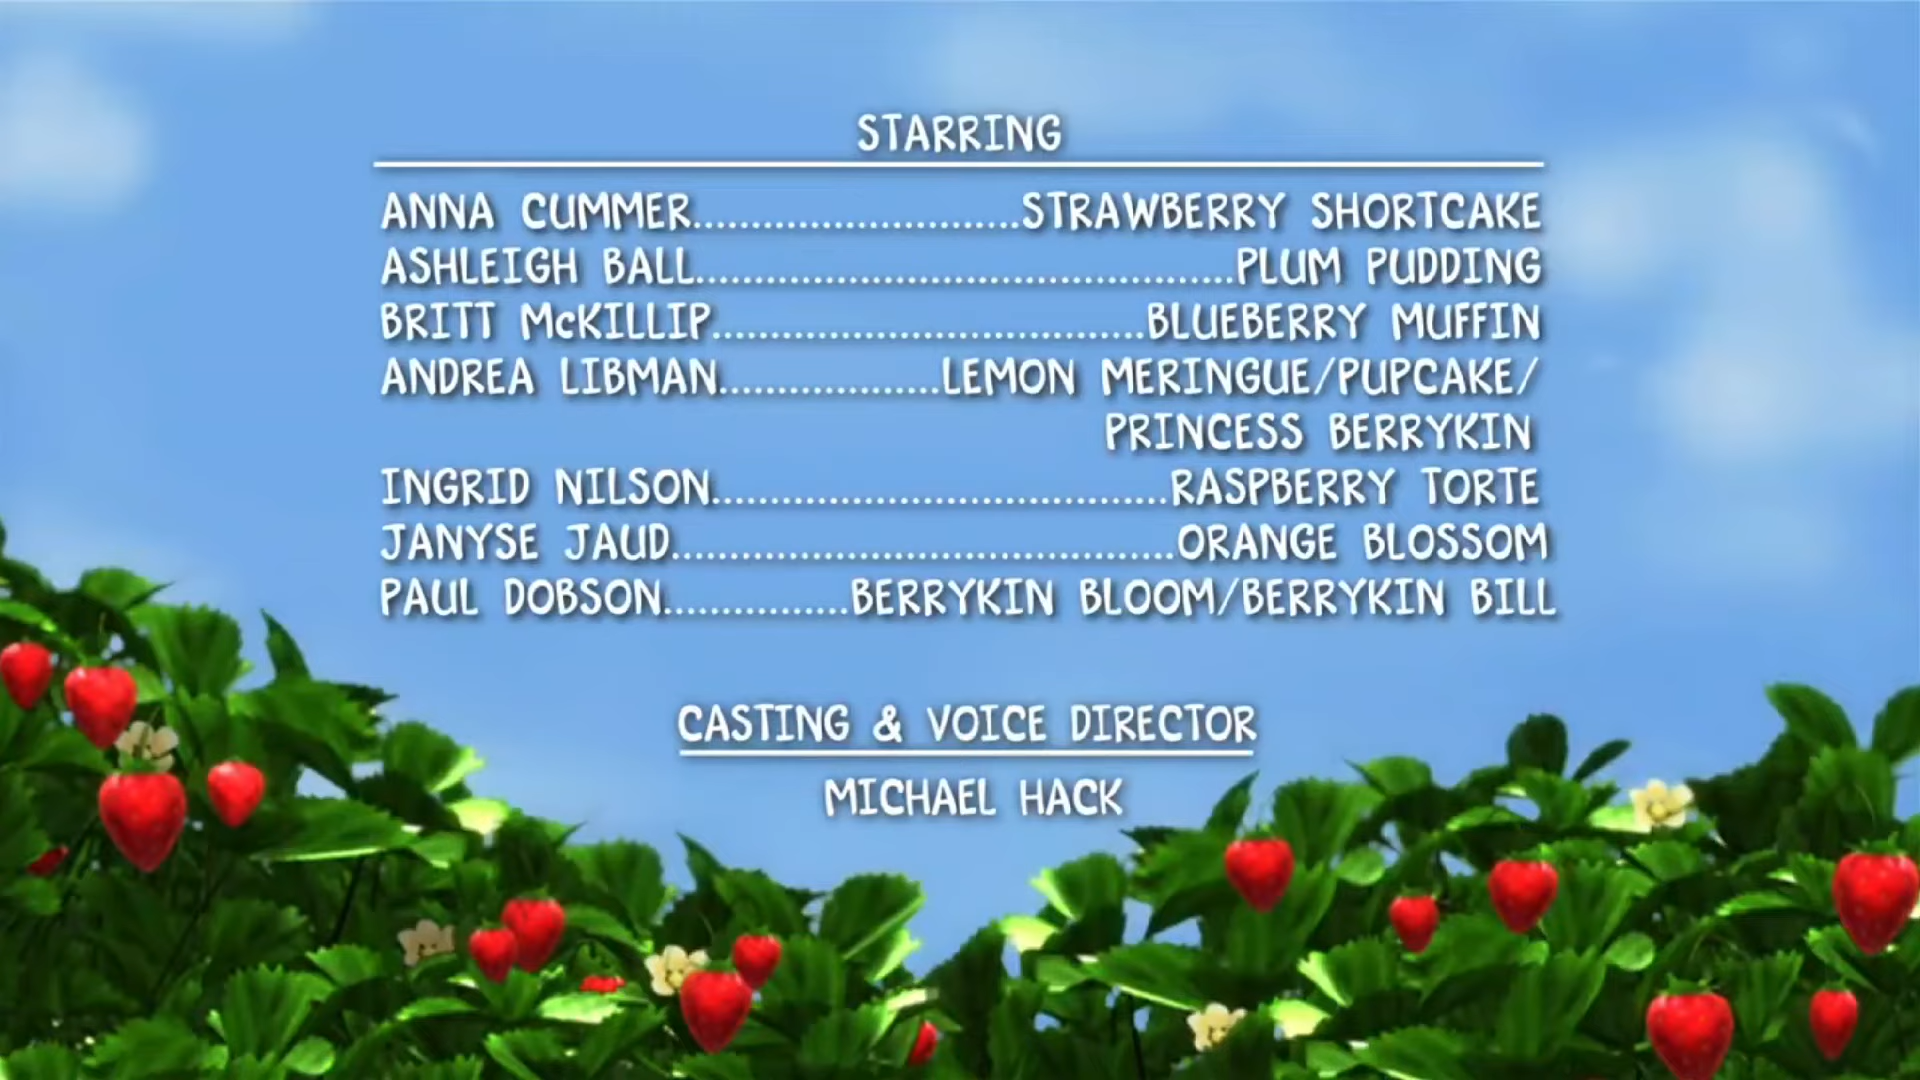 STARRING
ANNA CUMMER............................STRAWBERRY SHORTCAKE
ASHLEIGH BALL..............................................PLUM PUDDING
BRITT McKILLIP.....................................BLUEBERRY MUFFIN
ANDREA LIBMAN...................LEMON MERINGUE/PUPCAKE/
PRINCESS BERRYKIN
INGRID NILSON.......................................RASPBERRY TORTE
JANYSE JAUD...........................................ORANGE BLOSSOM
PAUL DOBSON................BERRYKIN BLOOM/BERRYKIN BILL
CASTING & VOICE DIRECTOR
MICHAEL HACK